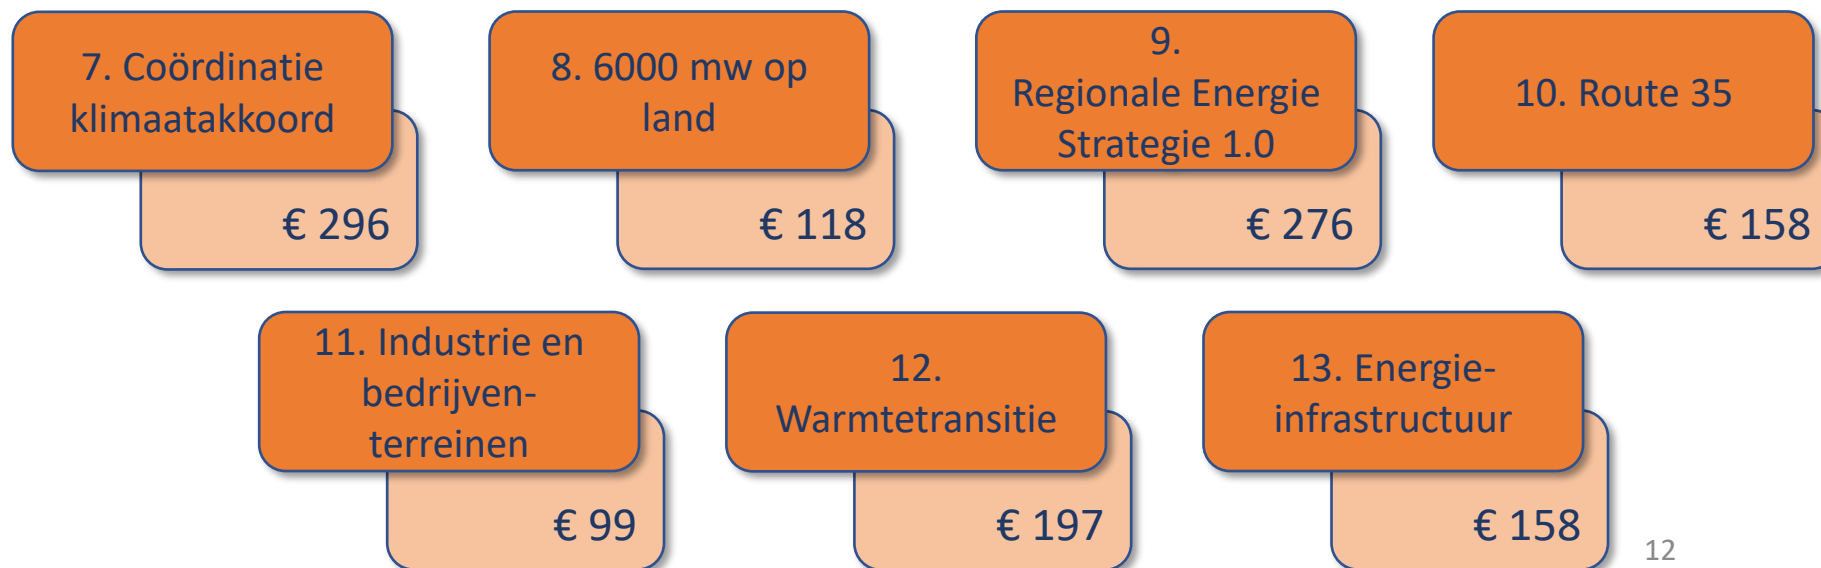 7. Coördinatie
klimaatakkoord
€ 296
8. 6000 mw op
land
€ 118
9.
Regionale Energie
Strategie 1.0
€ 276
10. Route 35
€ 158
11. Industrie en
bedrijven-
terreinen
€ 99
12.
Warmtetransitie
€ 197
13. Energie-
infrastructuur
€ 158
12